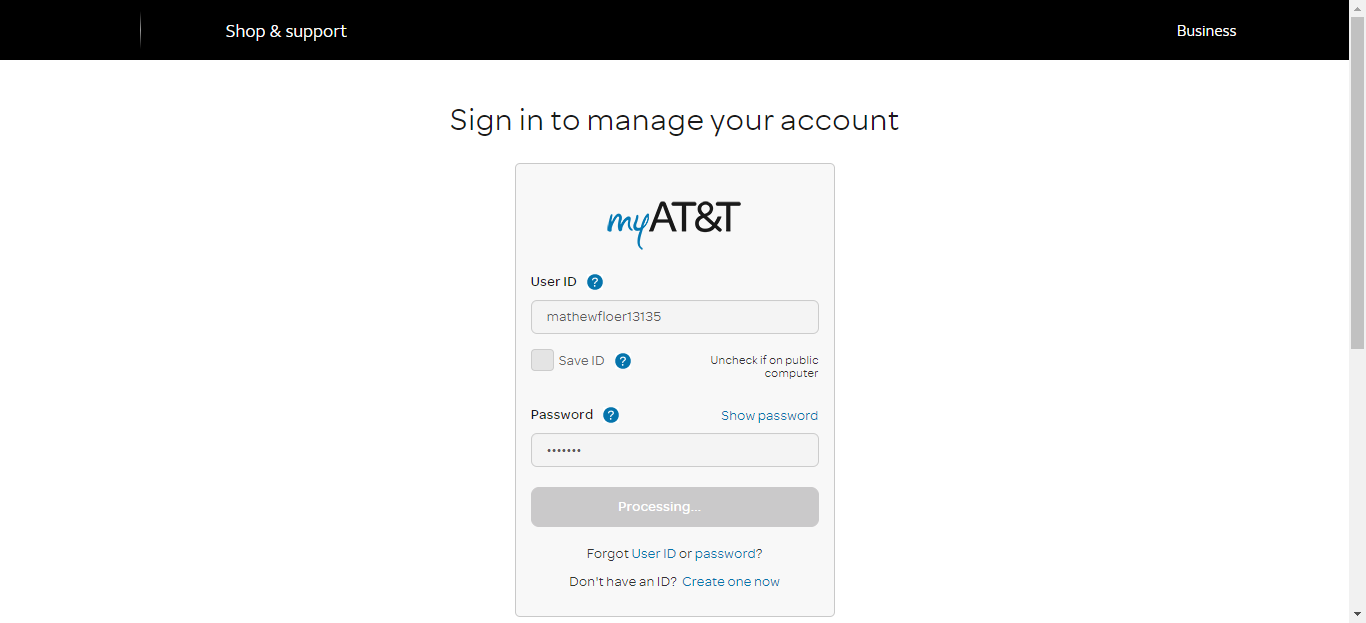 Shop & support
Business
Sign in to manage your account
myAT&T
User ID ?
mathewfloer13135
Save ID ?
Uncheck if on public
computer
Password ?
Show password
•••••••
Processing...
Forgot User ID or password?
Don't have an ID? Create one now